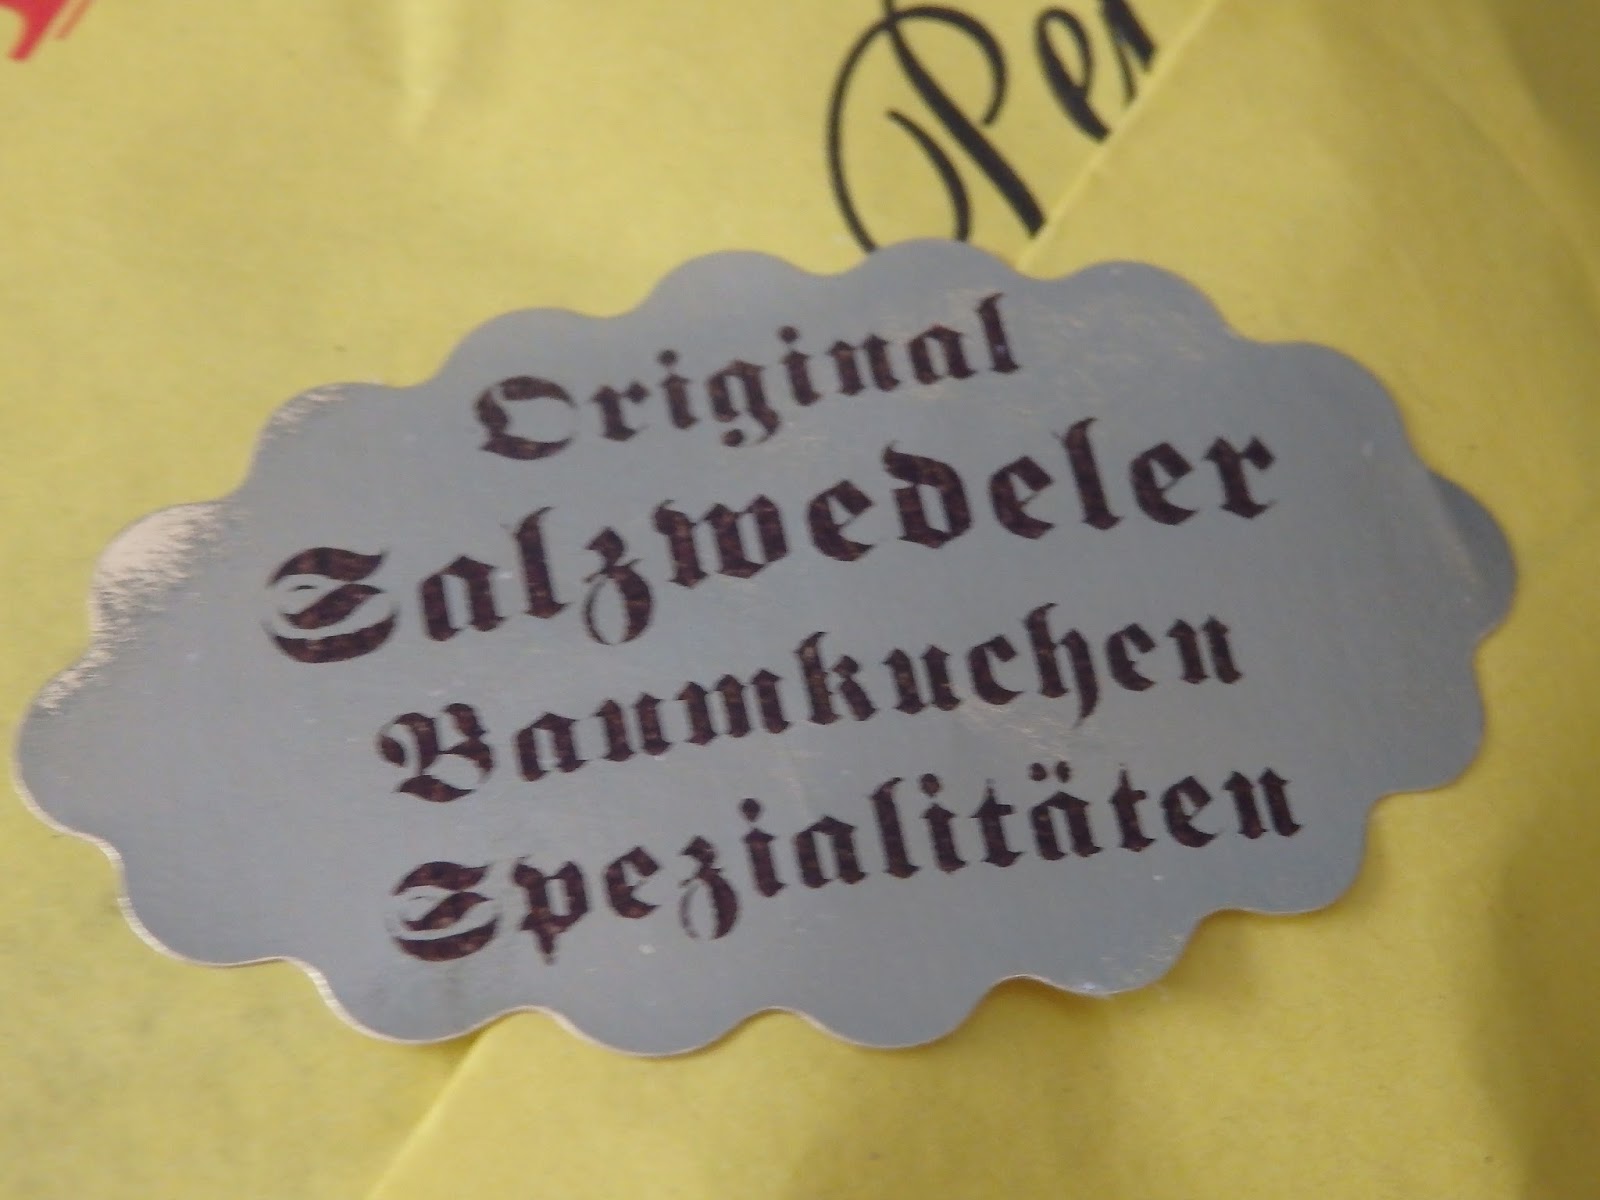 Original
Salzwedeler
Baumkuchen
Spezialitäten